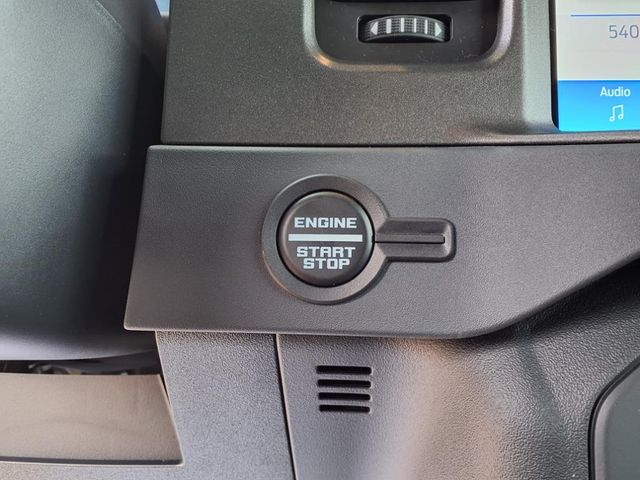 540
Audio
ENGINE
START
STOP